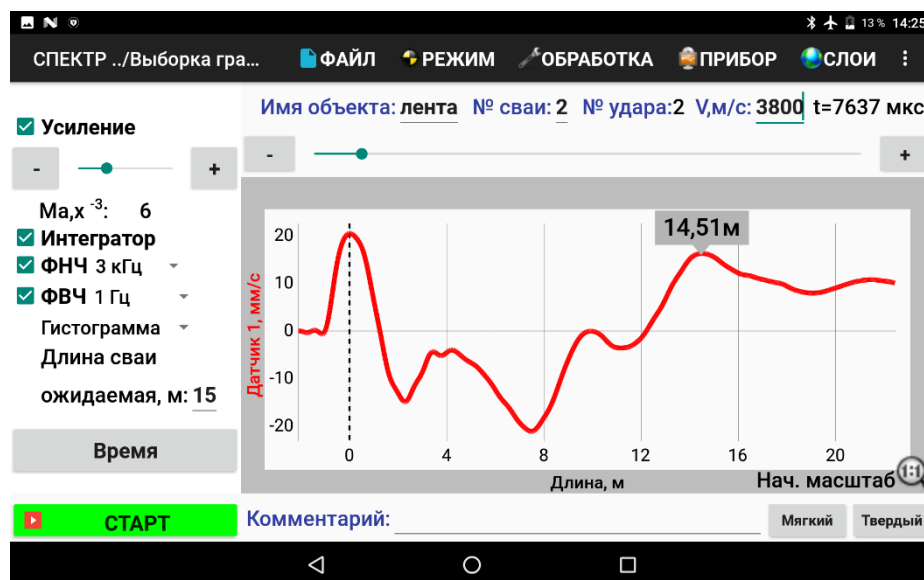 13% 14:25
СПЕКТР ../Выборка гра... ФАЙЛ РЕЖИМ ОБРАБОТКА ПРИБОР СЛОИ
Имя объекта: лента № сваи: 2 № удара:2 V,м/с: 3800 t=7637 мкс
Усиление
- +
- +
Ma,x -3: 6
Интегратор
ФНЧ 3 кГц
ФВЧ 1 Гц
Гистограмма
Длина сваи
ожидаемая, м: 15
Время
СТАРТ
14,51м
Датчик 1, мм/с
20
10
0
-10
-20
0 4 8 12 16 20
Длина, м
Нач. масштаб
1:1
Комментарий:
Мягкий Твердый